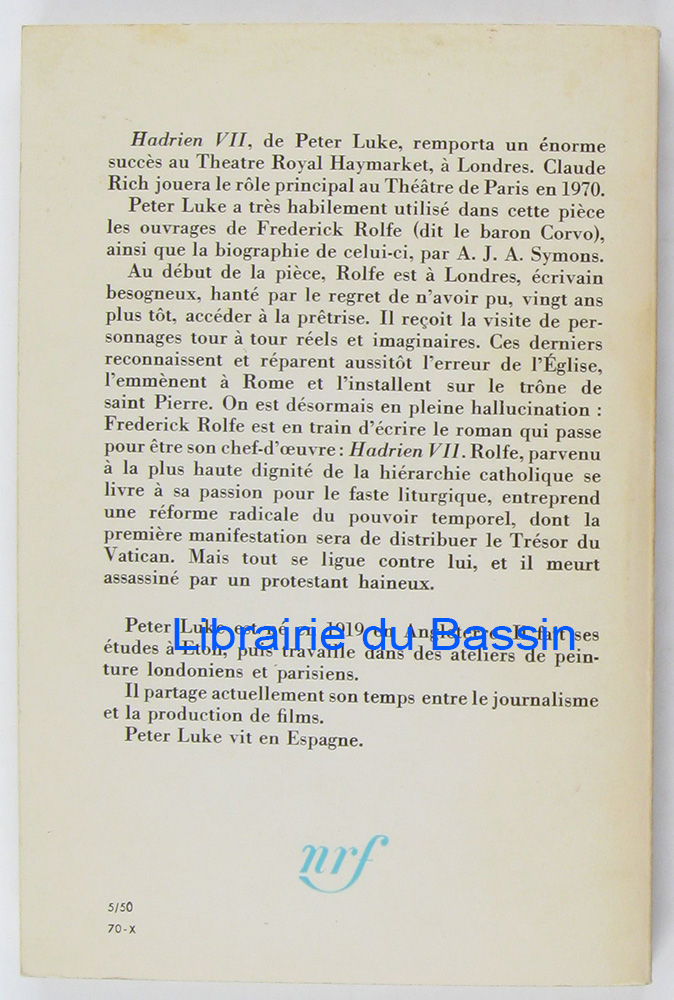 Hadrien VII, de Peter Luke, remporta un énorme
succès au Theatre Royal Haymarket, à Londres. Claude
Rich jouera le rôle principal au Théâtre de Paris en 1970.
Peter Luke a très habilement utilisé dans cette pièce
les ouvrages de Frederick Rolfe (dit le baron Corvo),
ainsi que la biographie de celui-ci, par A. J. A. Symons.
Au début de la pièce, Rolfe est à Londres, écrivain
besogneux, hanté par le regret de n'avoir pu, vingt ans
plus tôt, accéder à la prêtrise. Il reçoit la visite de per-
sonnages tour à tour réels et imaginaires. Ces derniers
reconnaissent et réparent aussitôt l'erreur de l'Église,
l'emmènent à Rome et l'installent sur le trône de
saint Pierre. On est désormais en pleine hallucination :
Frederick Rolfe est en train d'écrire le roman qui passe
pour être son chef-d'œuvre : Hadrien VII. Rolfe, parvenu
à la plus haute dignité de la hiérarchie catholique se
livre à sa passion pour le faste liturgique, entreprend
une réforme radicale du pouvoir temporel, dont la
première manifestation sera de distribuer le Trésor du
Vatican. Mais tout se ligue contre lui, et il meurt
assassiné par un protestant haineux.
Peter Luke est né en 1919 en Angleterre. Il fait ses
Librairie du Bassin
études à Eton, puis travaille dans des ateliers de pein-
ture londoniens et parisiens.
Il partage actuellement son temps entre le journalisme
et la production de films.
Peter Luke vit en Espagne.
nrf
5/50
70-X